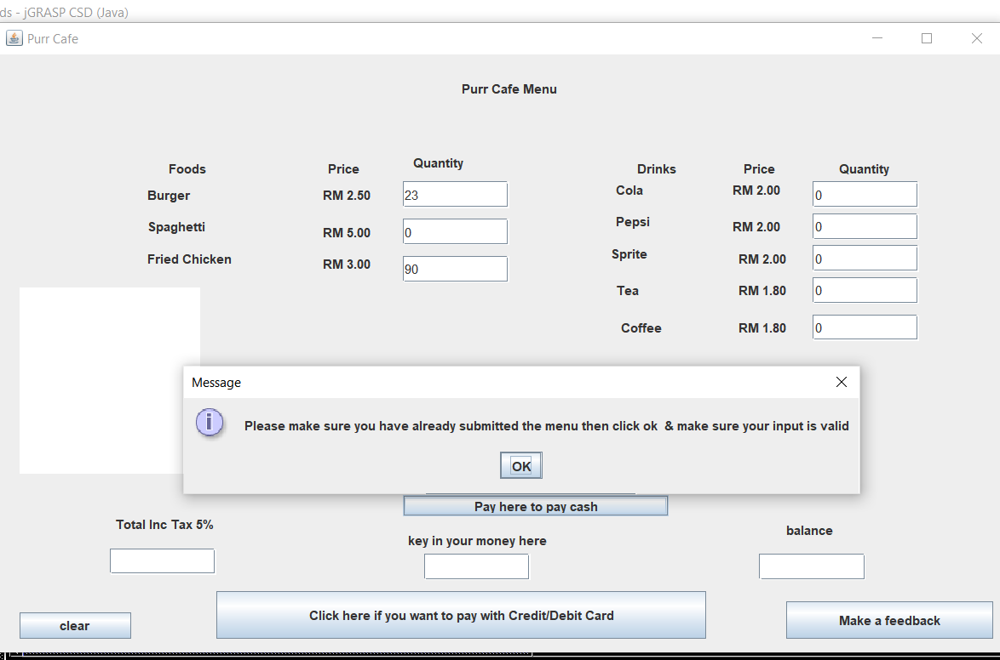 ds - jGRASP CSD (Java)
Purr Cafe
Purr Cafe Menu
Foods Price Quantity Drinks Price Quantity
Burger RM 2.50 23 Cola RM 2.00 0
Spaghetti RM 5.00 0 Pepsi RM 2.00 0
Fried Chicken RM 3.00 90 Sprite RM 2.00 0
Tea RM 1.80 0
Coffee RM 1.80 0
Message
i Please make sure you have already submitted the menu then click ok & make sure your input is valid
OK
Pay here to pay cash
Total Inc Tax 5% key in your money here balance
clear Click here if you want to pay with Credit/Debit Card Make a feedback